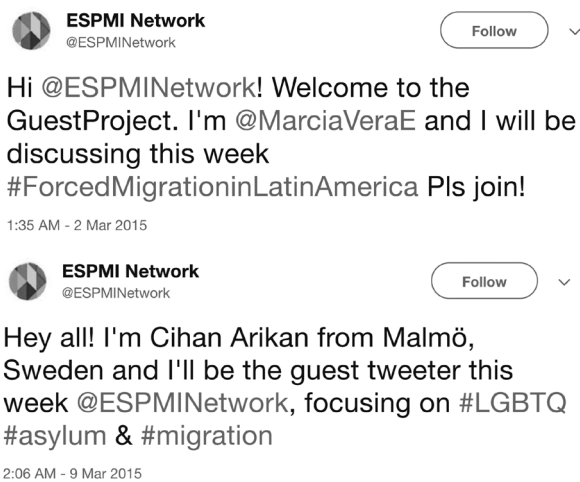 ESPMI Network
@ESPMINetwork
Follow
Hi @ESPMINetwork! Welcome to the
GuestProject. I'm @MarciaVeraE and I will be
discussing this week
#ForcedMigrationinLatinAmerica Pls join!
1:35 AM - 2 Mar 2015
ESPMI Network
@ESPMINetwork
Follow
Hey all! I'm Cihan Arikan from Malmö,
Sweden and I'll be the guest tweeter this
week @ESPMINetwork, focusing on #LGBTQ
#asylum & #migration
2:06 AM - 9 Mar 2015